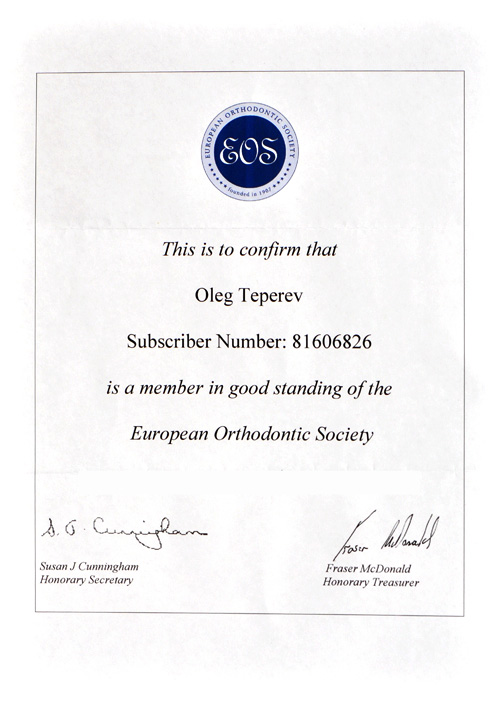 EUROPEAN ORTHODONTIC SOCIETY
EOS
founded in 1907
This is to confirm that
Oleg Teperev
Subscriber Number: 81606826
is a member in good standing of the
European Orthodontic Society
S. J. Cunningham
Fraser McDonald
Susan J Cunningham
Fraser McDonald
Honorary Secretary
Honorary Treasurer